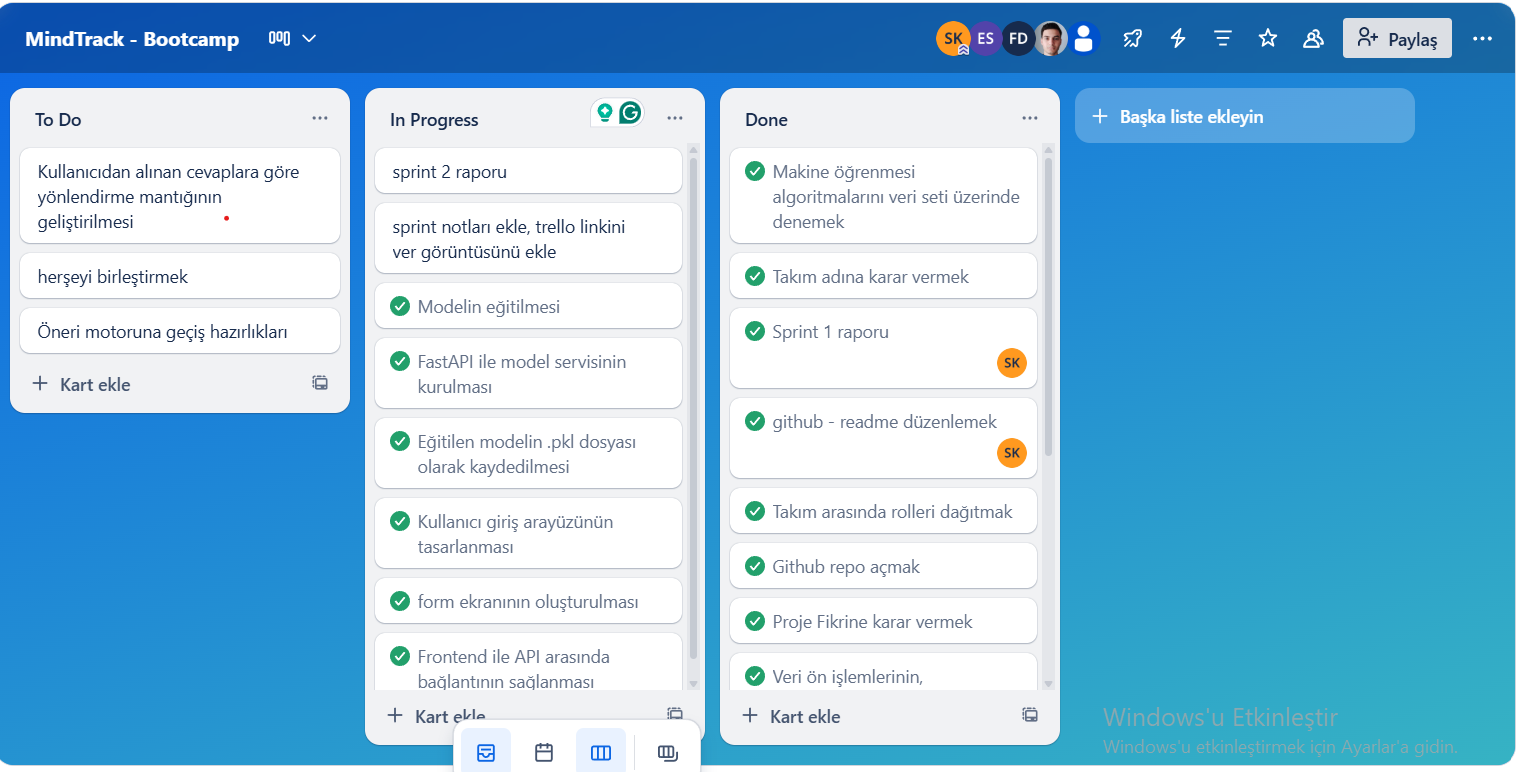 MindTrack - Bootcamp
SK
ES
FD
Paylaş
To Do
Kullanıcıdan alınan cevaplara göre
yönlendirme mantığının
geliştirilmesi
herşeyi birleştirmek
Öneri motoruna geçiş hazırlıkları
Kart ekle
In Progress
sprint 2 raporu
sprint notları ekle, trello linkini
ver görüntüsünü ekle
Modelin eğitilmesi
FastAPI ile model servisinin
kurulması
Eğitilen modelin .pkl dosyası
olarak kaydedilmesi
Kullanıcı giriş arayüzünün
tasarlanması
form ekranının oluşturulması
Frontend ile API arasında
bağlantının sağlanması
Kart ekle
Done
Makine öğrenmesi
algoritmalarını veri seti üzerinde
denemek
Takım adına karar vermek
Sprint 1 raporu
SK
github - readme düzenlemek
SK
Takım arasında rolleri dağıtmak
Github repo açmak
Proje Fikrine karar vermek
Veri ön işlemlerinin,
Kart ekle
Başka liste ekleyin
Windows'u Etkinleştir
Windows'u etkinleştirmek için Ayarlar'a gidin.